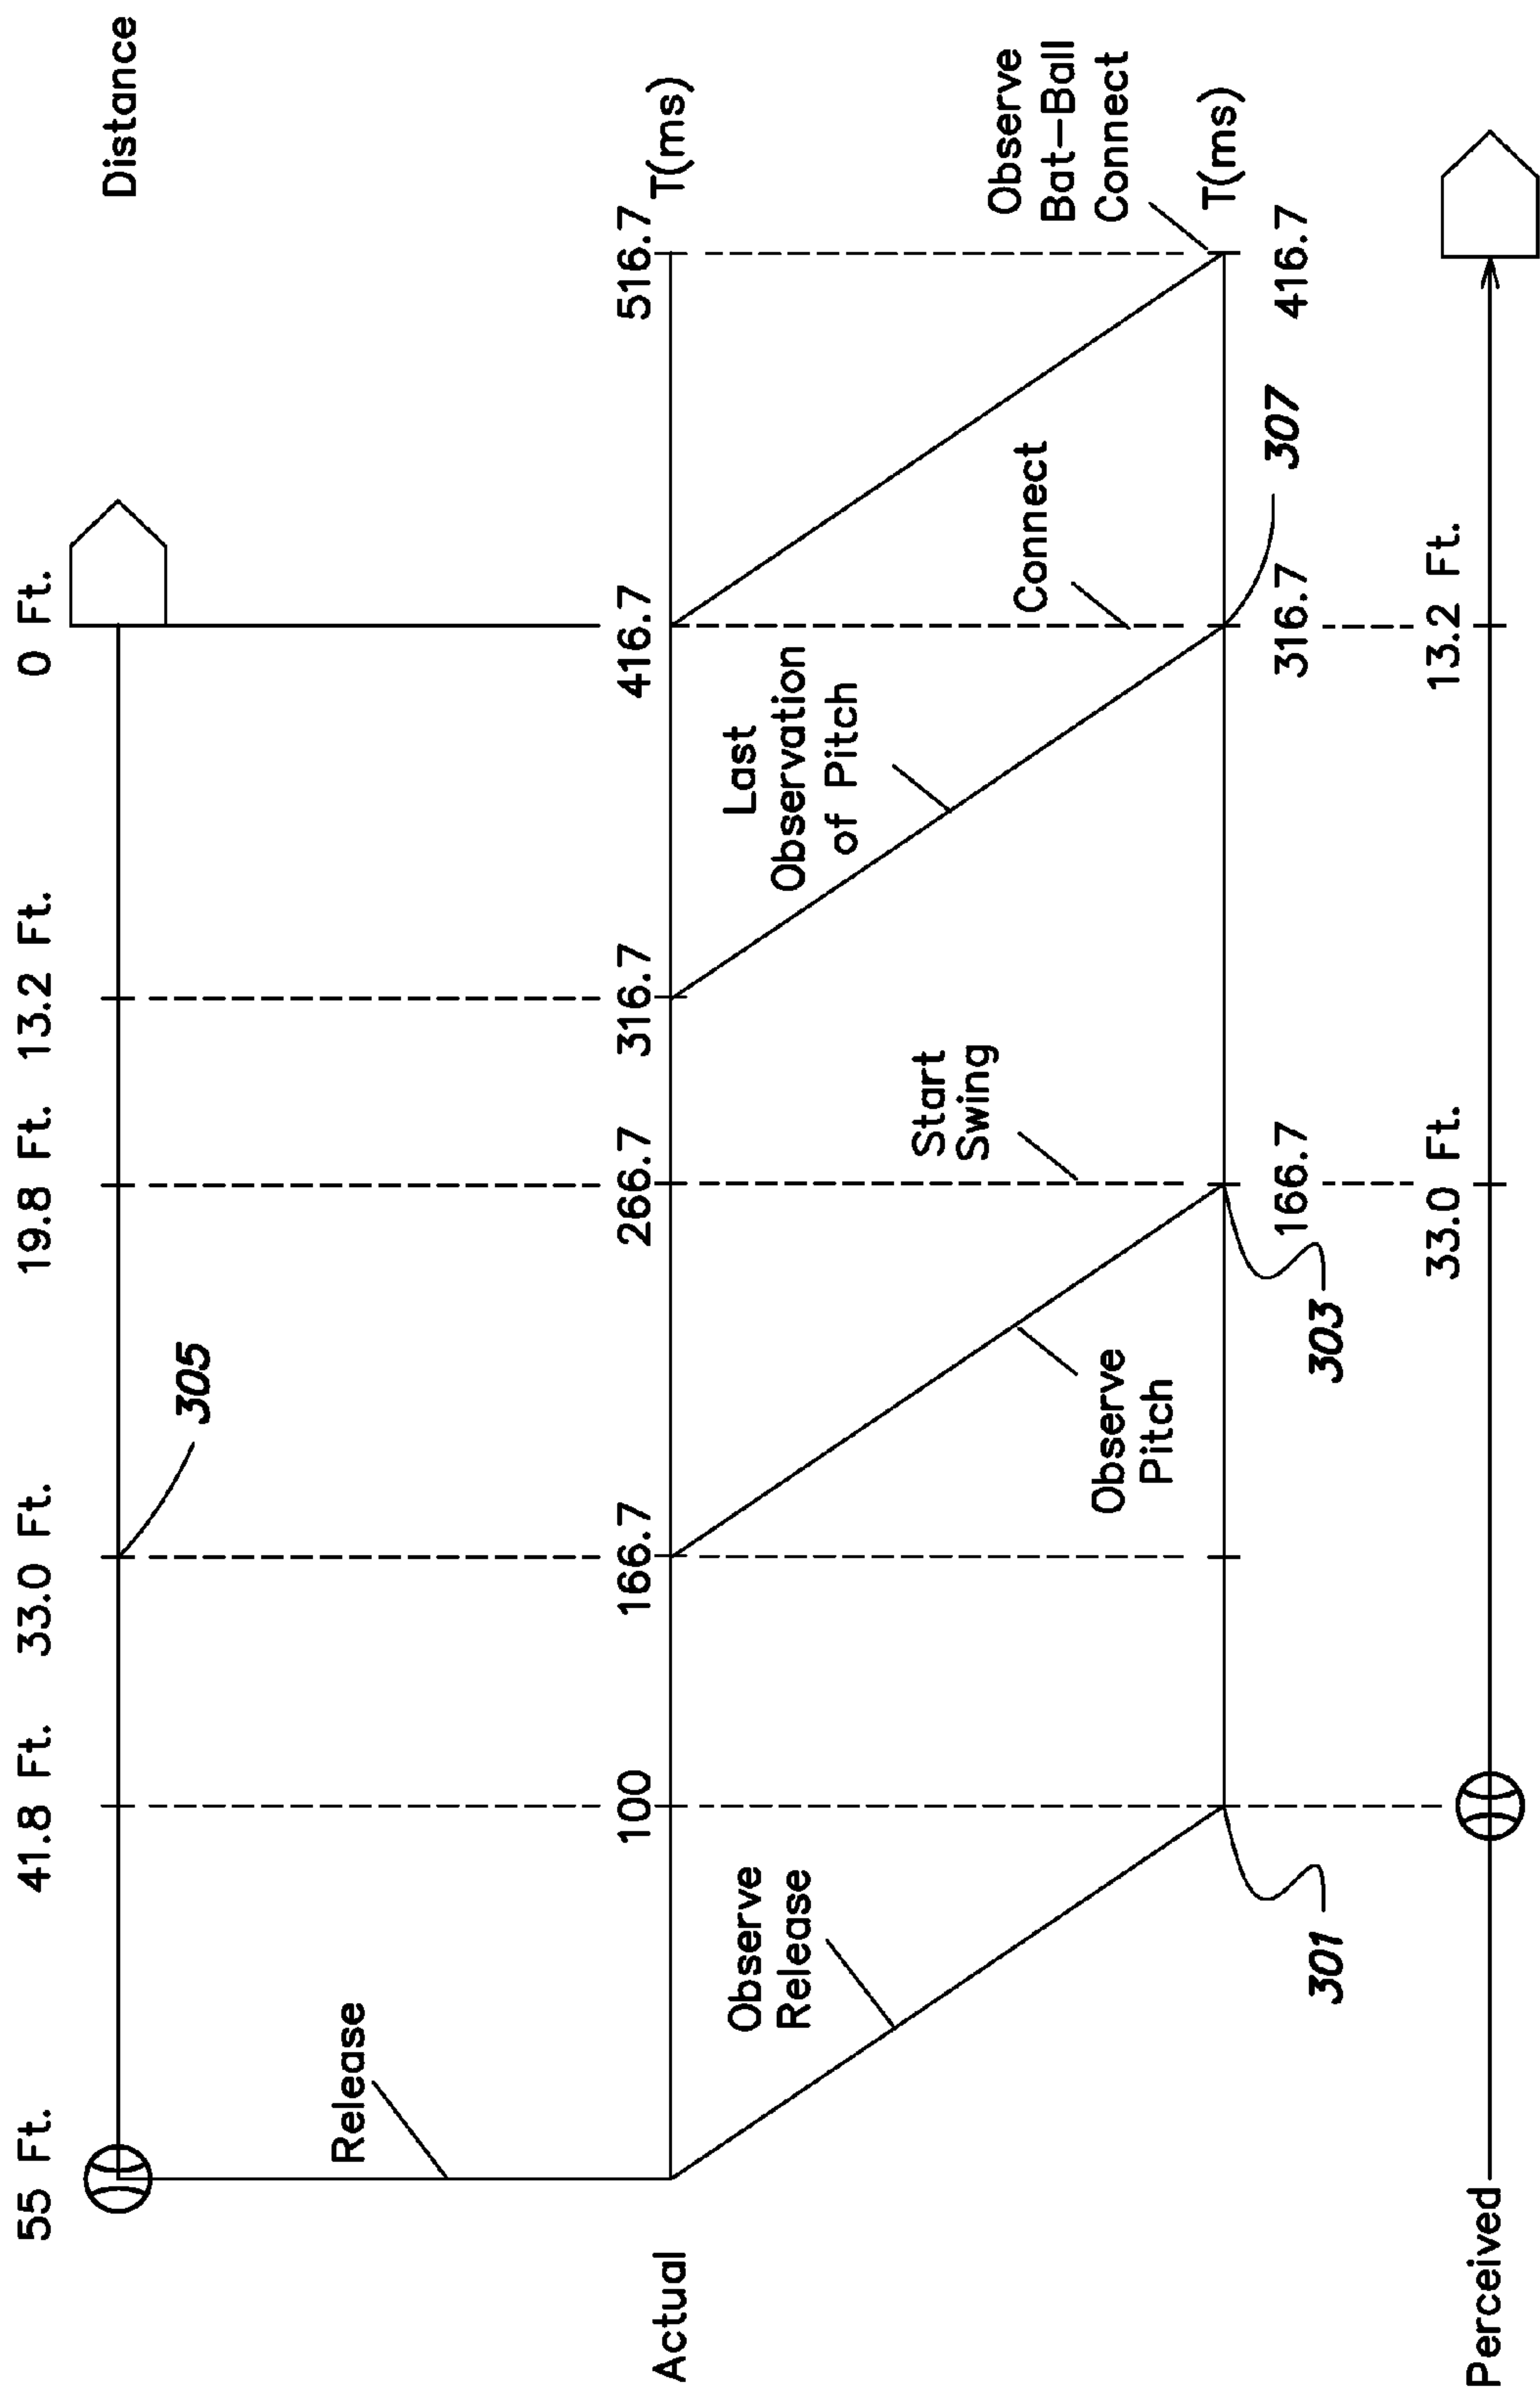 55 Ft. 41.8 Ft. 33.0 Ft. 19.8 Ft. 13.2 Ft. 0 Ft.
Distance
305
Release
Actual
100 166.7 266.7 316.7 416.7 516.7
T(ms)
Observe
Release
Last
Observation
of Pitch
Start
Swing
Connect
Observe
Bat-Ball
Connect
Observe
Pitch
T(ms)
166.7 316.7 416.7
301
303
307
33.0 Ft. 13.2 Ft.
Perceived